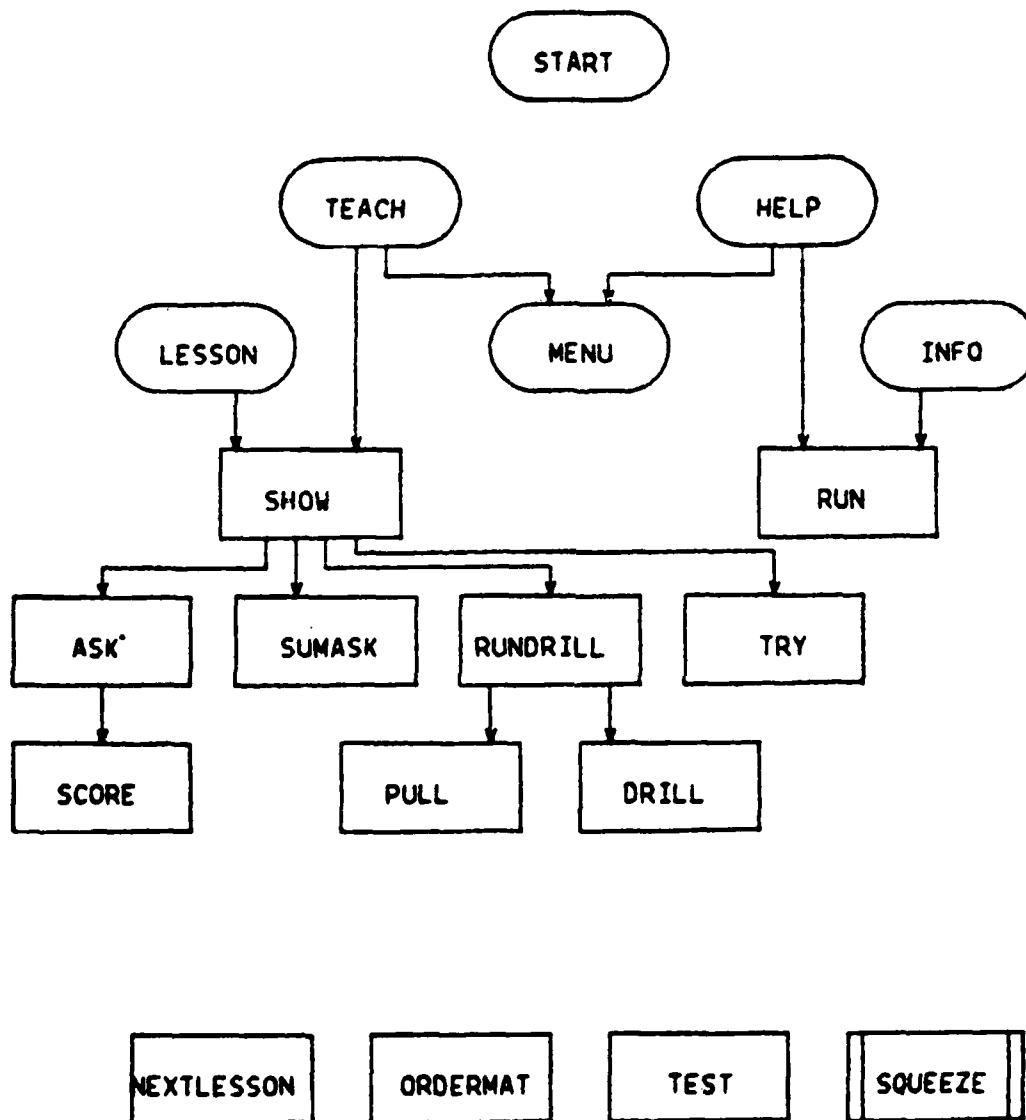 START
TEACH
HELP
LESSON
MENU
INFO
SHOW
RUN
ASK
SUMASK
RUNDRILL
TRY
SCORE
PULL
DRILL
NEXTLESSON
ORDERMAT
TEST
SQUEEZE